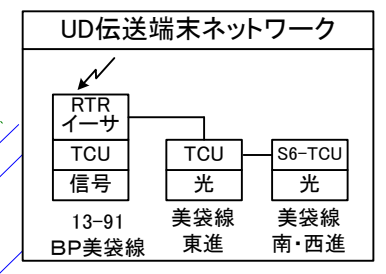 UD伝送端末ネットワーク
RTR
イーサ
TCU
信号
13-91
BP美袋線
TCU
光
美袋線
東進
S6-TCU
光
美袋線
南・西進